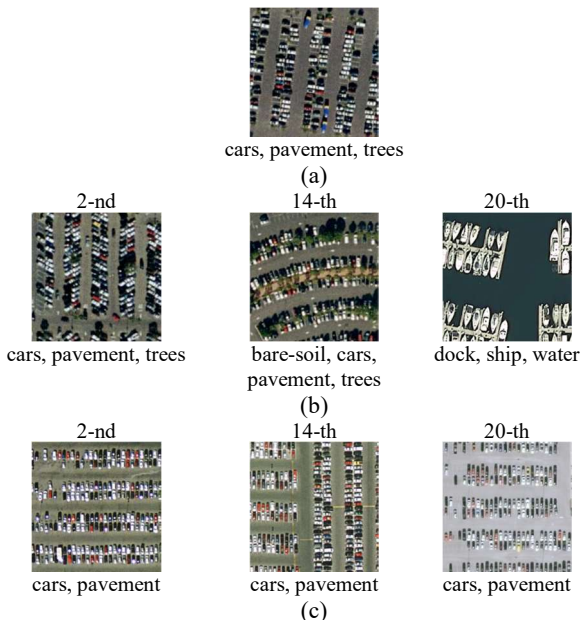 cars, pavement, trees
(a)
2-nd 14-th 20-th
cars, pavement, trees bare-soil, cars, dock, ship, water
pavement, trees
(b)
2-nd 14-th 20-th
cars, pavement cars, pavement cars, pavement
(c)